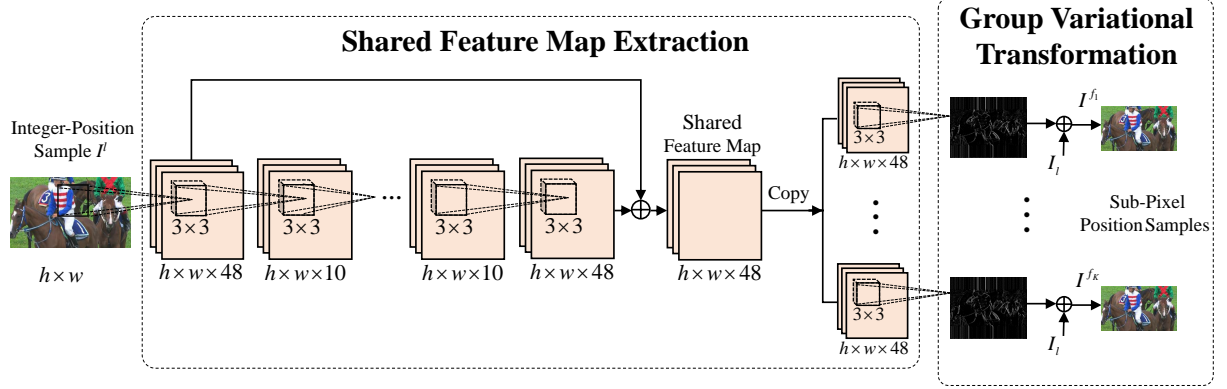 Shared Feature Map Extraction
Group Variational
Transformation
Integer-Position
Sample I^l
h×w
3×3
h×w×48
3×3
h×w×10
...
3×3
h×w×10
3×3
h×w×48
Shared
Feature Map
h×w×48
Copy
3×3
h×w×48
3×3
h×w×48
I^{f_1}
I_l
Sub-Pixel
Position Samples
I^{f_K}
I_l